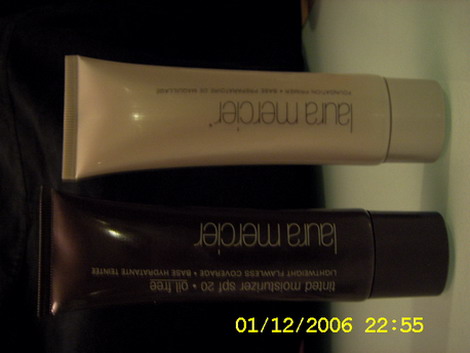 laura mercier
FOUNDATION PRIMER • BASE PREPARATOIRE DE MAQUILLAGE
tinted moisturizer spf 20 • oil free
LIGHTWEIGHT FLAWLESS COVERAGE • BASE HYDRATANTE TEINTÉE
laura mercier
01/12/2006 22:55